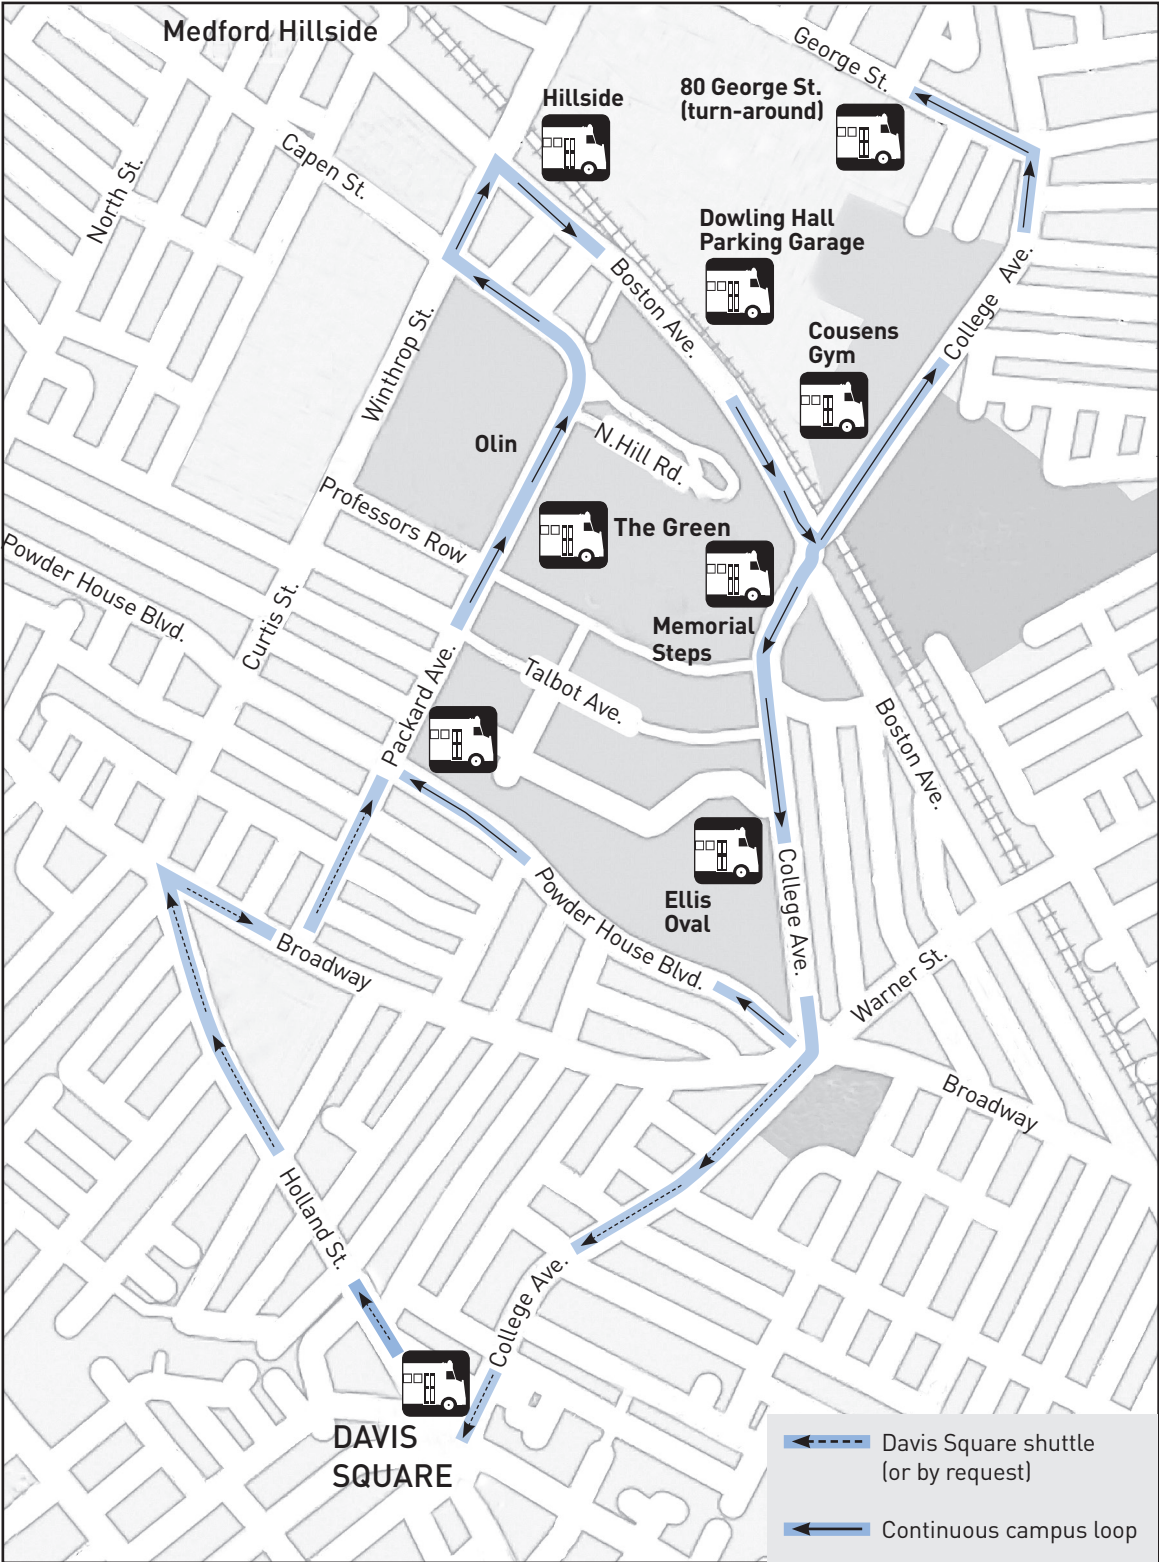 Medford Hillside
George St.
80 George St.
(turn-around)
Hillside
Capen St.
North St.
Dowling Hall
Parking Garage
Boston Ave.
College Ave.
Cousens
Gym
Winthrop St.
Olin
N.Hill Rd.
Professors Row
The Green
Powder House Blvd.
Curtis St.
Memorial
Steps
Packard Ave.
Talbot Ave.
Boston Ave.
Ellis
Oval
College Ave.
Powder House Blvd.
Broadway
Warner St.
Broadway
Holland St.
College Ave.
DAVIS
SQUARE
Davis Square shuttle
(or by request)
Continuous campus loop